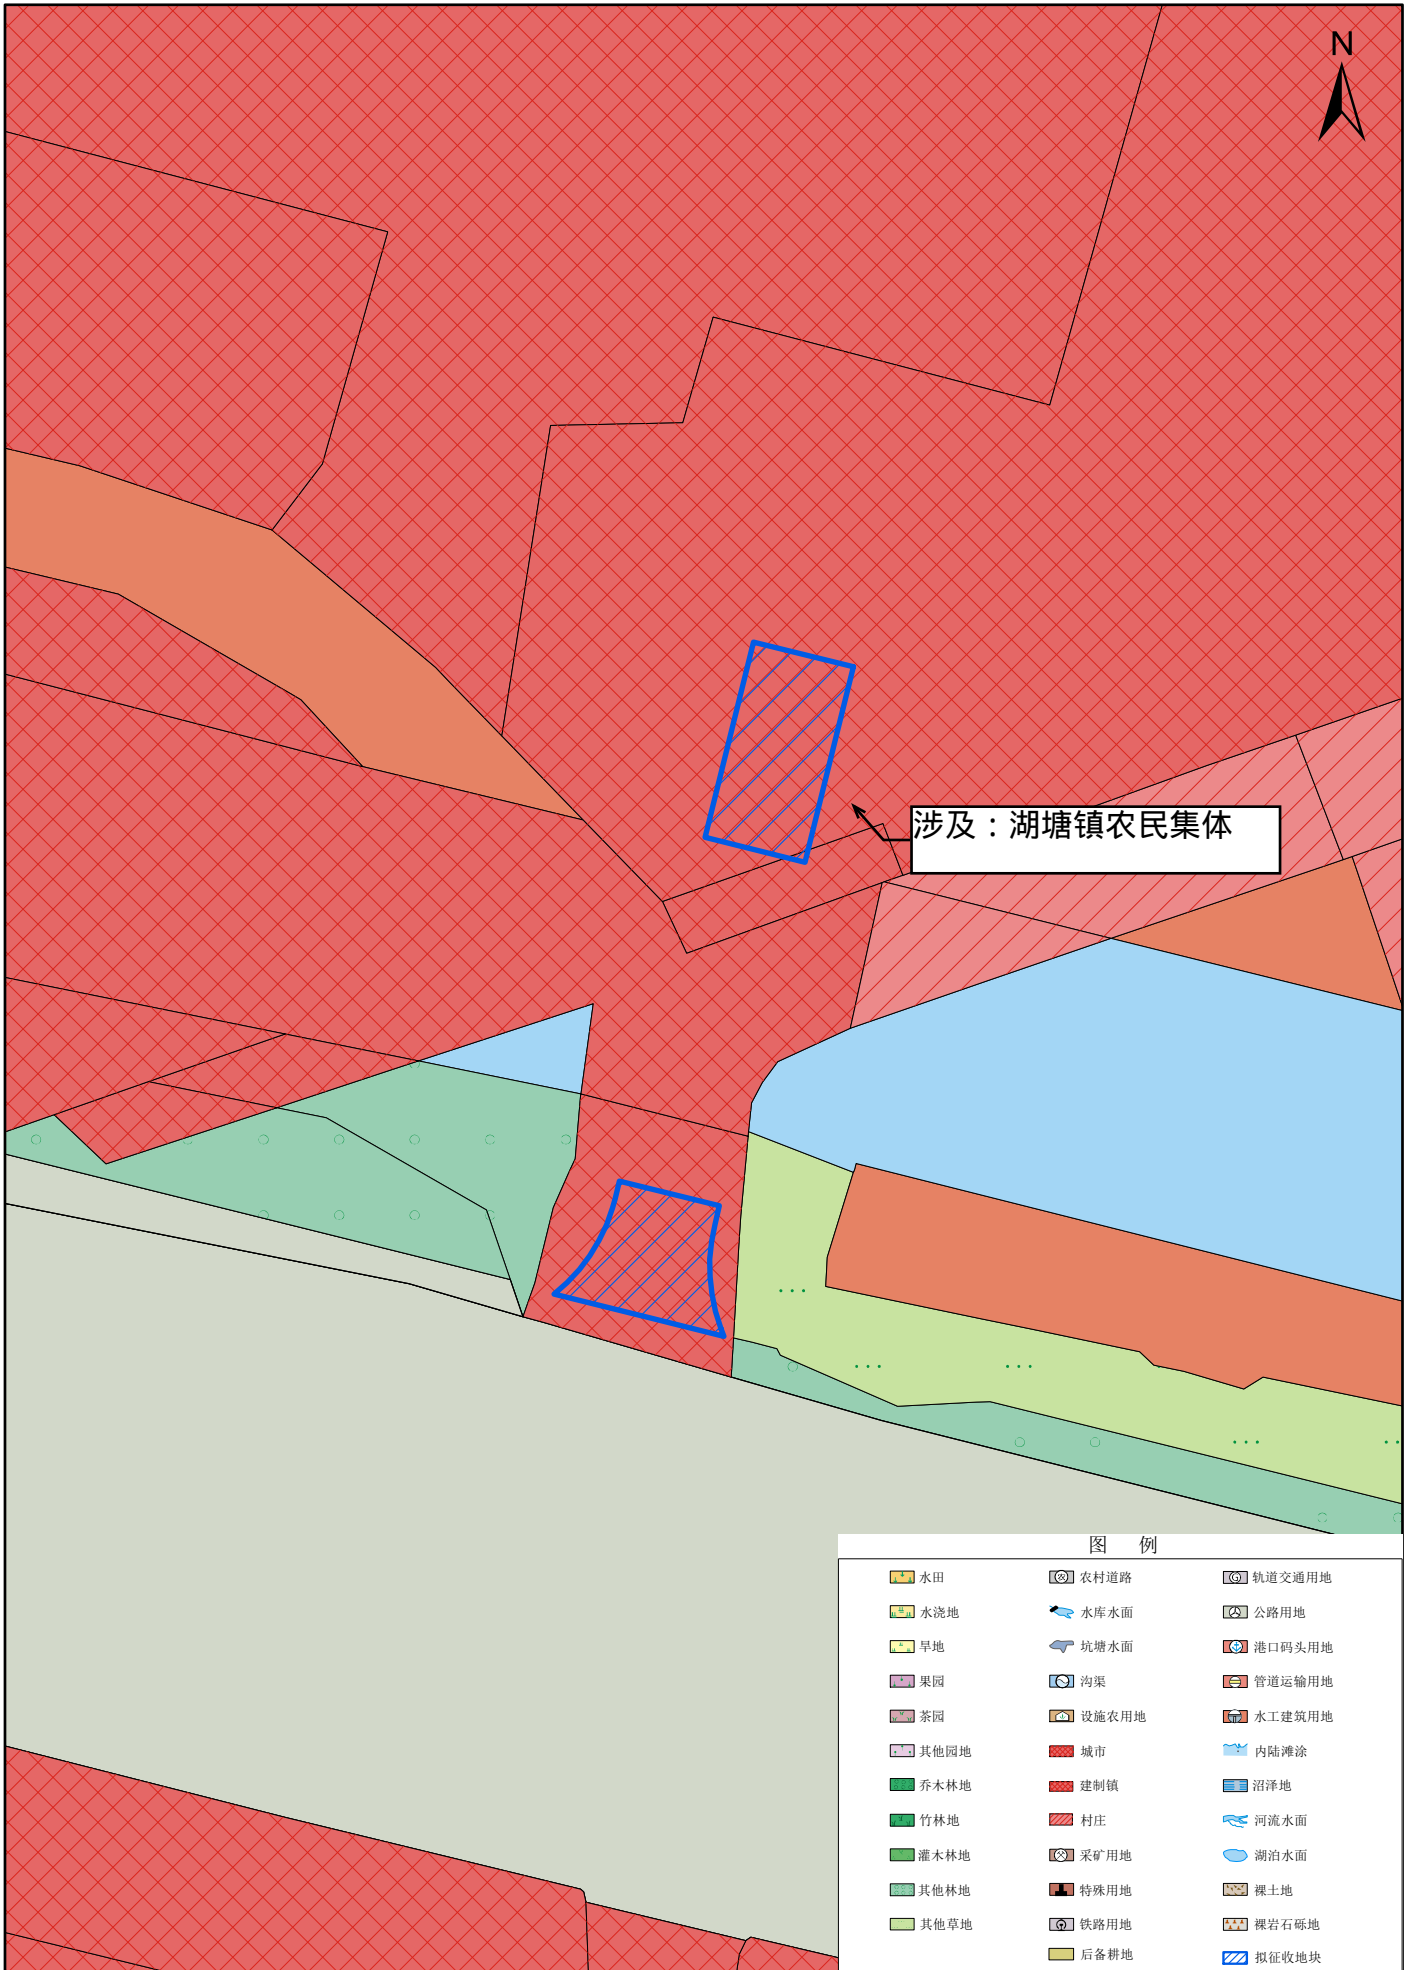 N
涉及：湖塘镇农民集体
图 例
水田
农村道路
轨道交通用地
水浇地
水库水面
公路用地
旱地
坑塘水面
港口码头用地
果园
沟渠
管道运输用地
茶园
设施农用地
水工建筑用地
其他园地
城市
内陆滩涂
乔木林地
建制镇
沼泽地
竹林地
村庄
河流水面
灌木林地
采矿用地
湖泊水面
其他林地
特殊用地
裸土地
其他草地
铁路用地
裸岩石砾地
后备耕地
拟征收地块